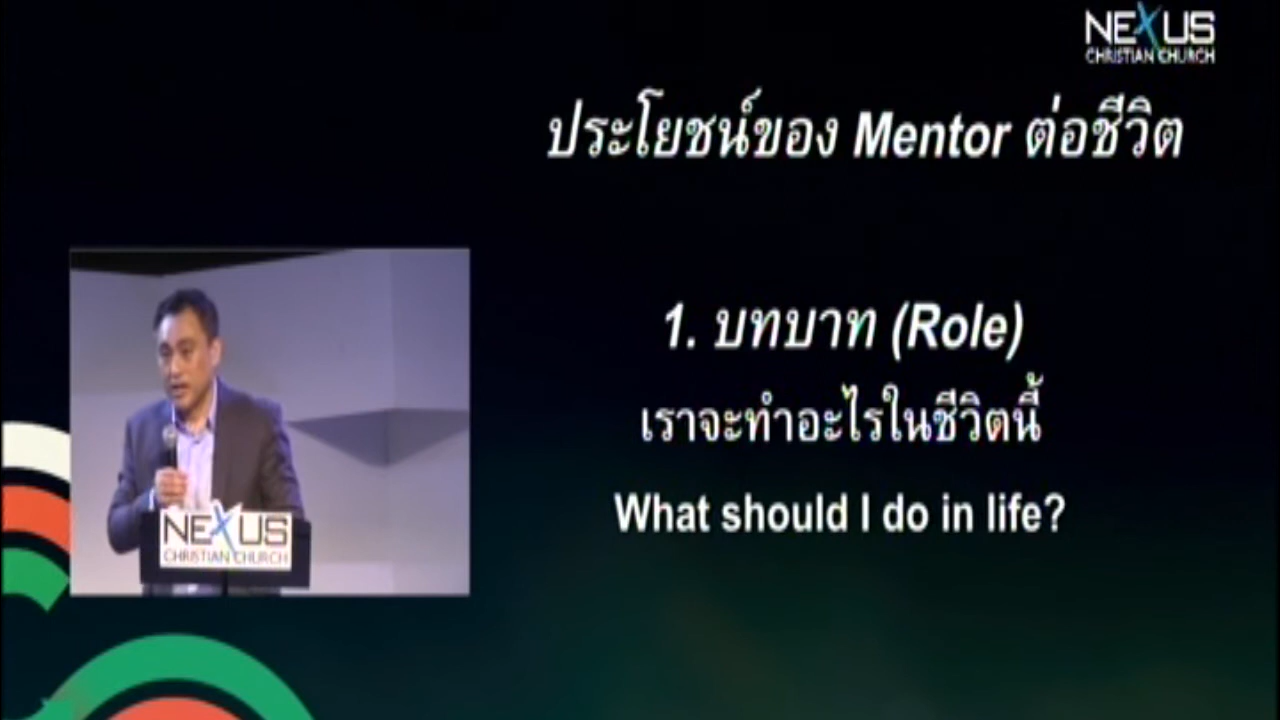 NEXUS
CHRISTIAN CHURCH
ประโยชน์ของ Mentor ต่อชีวิต
1. บทบาท (Role)
เราจะทำอะไรในชีวิตนี้
What should I do in life?
NEXUS
CHRISTIAN CHURCH